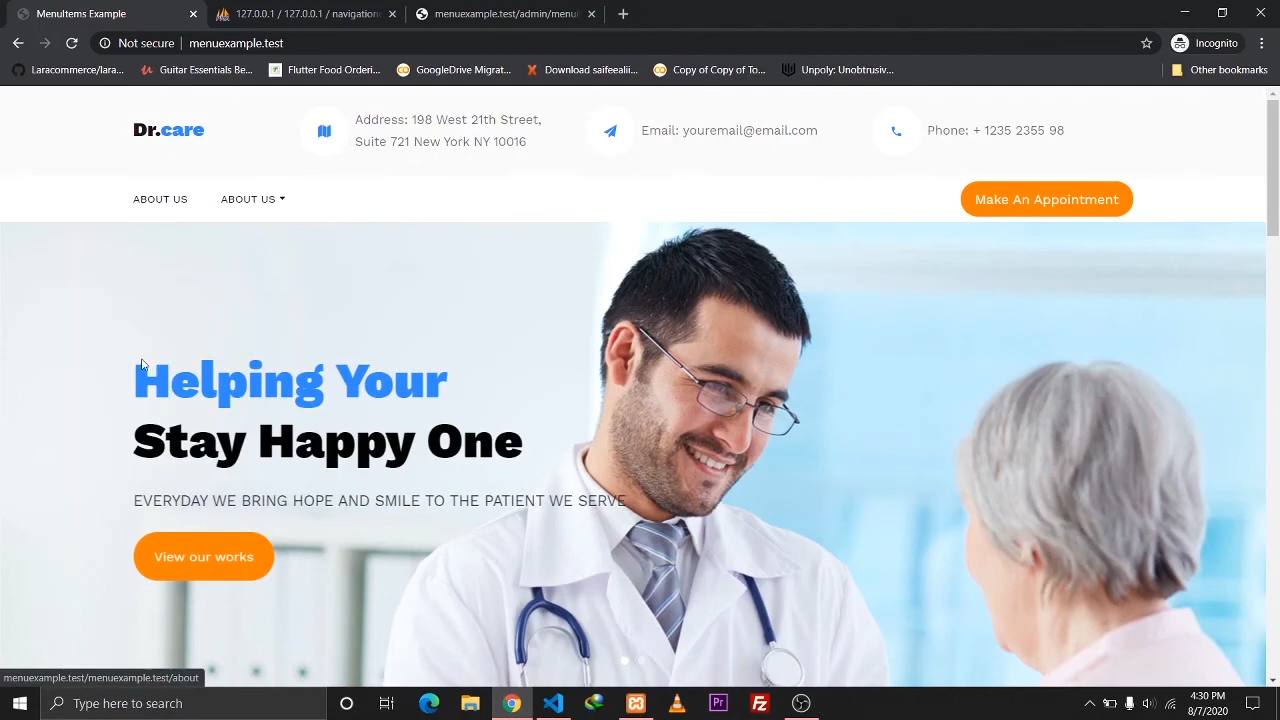 MenuItems Example
127.0.0.1 / 127.0.0.1 / navigation
menuexample.test/admin/menu
Not secure
menuexample.test
Incognito
Laracommerce/lara...
Guitar Essentials Be...
Flutter Food Orderi...
GoogleDrive Migrat...
Download saifeealii...
Copy of Copy of To...
Unpoly: Unobtrusiv...
Other bookmarks
Dr.care
Address: 198 West 21th Street,
Suite 721 New York NY 10016
Email: youremail@email.com
Phone: + 1235 2355 98
ABOUT US
ABOUT US
Make An Appointment
Helping Your
Stay Happy One
EVERYDAY WE BRING HOPE AND SMILE TO THE PATIENT WE SERVE
View our works
menuexample.test/menuexample.test/about
Type here to search
Pr
FZ
4:30 PM
8/7/2020